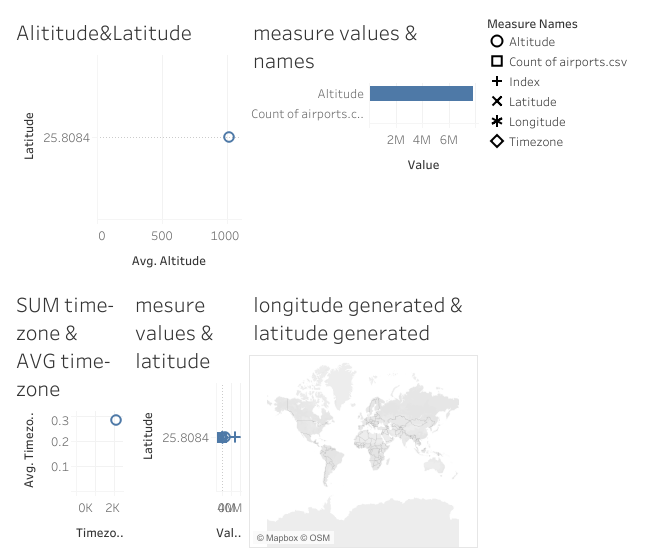 Alititude&Latitude
Latitude
25.8084
0
500
1000
Avg. Altitude
measure values &
names
Altitude
Count of airports.c..
2M
4M
6M
Value
Measure Names
Altitude
Count of airports.csv
Index
Latitude
Longitude
Timezone
SUM time-
zone &
AVG time-
zone
Avg. Timezo..
0.3
0.2
0.1
0K
2K
Timezo..
mesure
values &
latitude
Latitude
25.8084
Val..
longitude generated &
latitude generated
© Mapbox © OSM